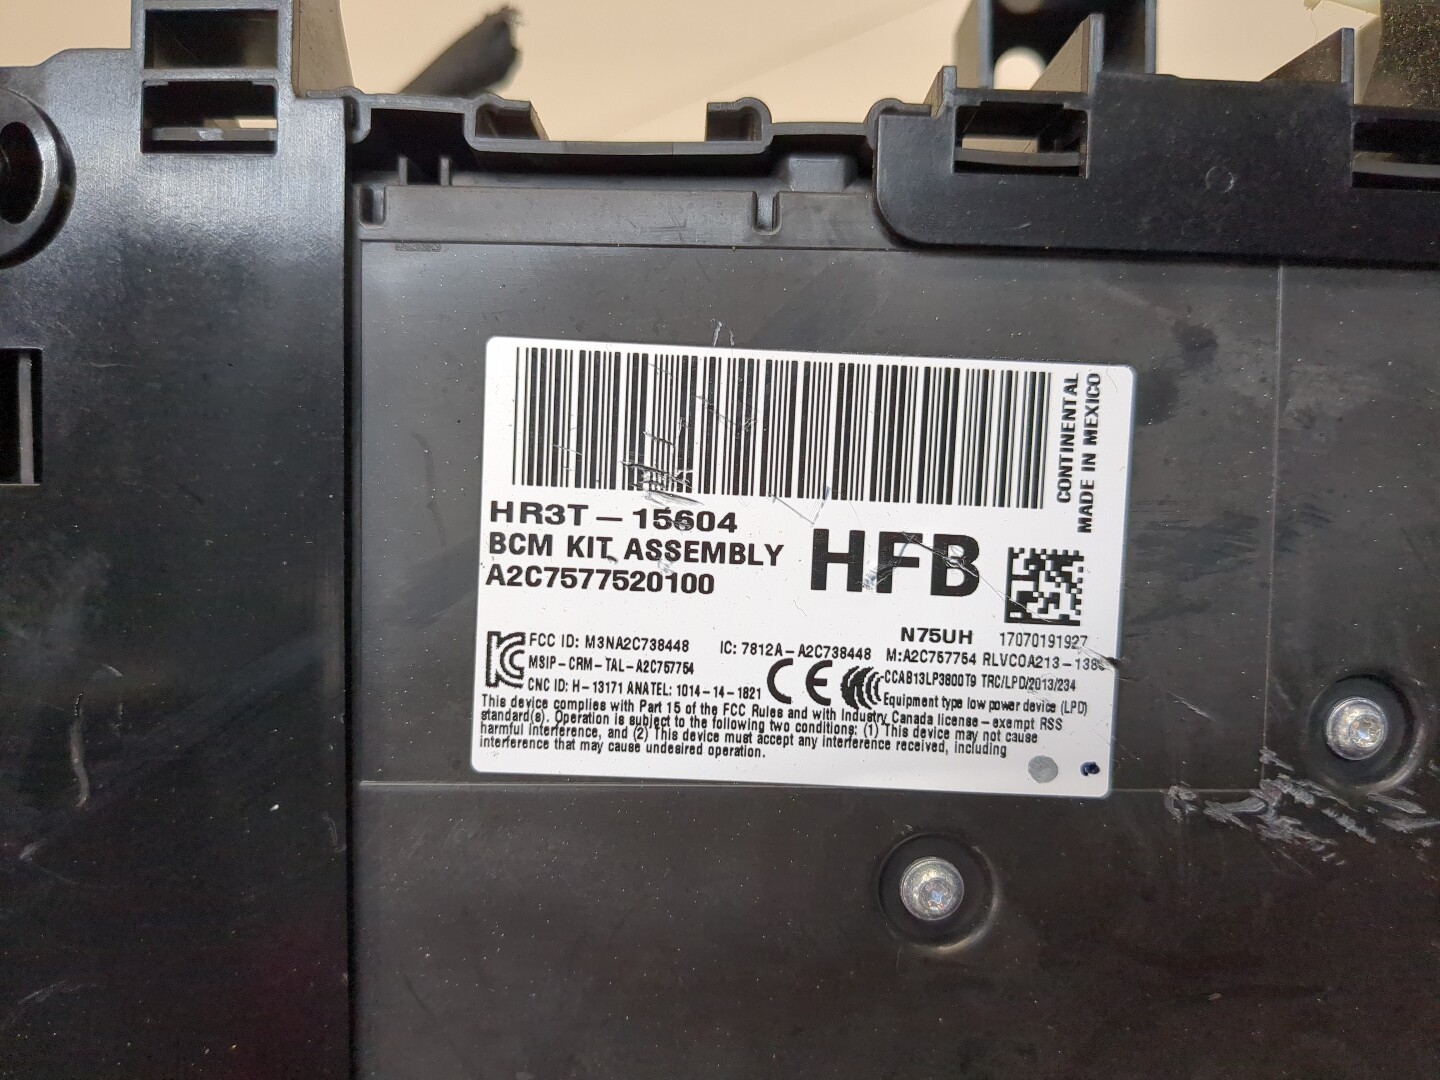 CONTINENTAL
MADE IN MEXICO
HR3T-15604
BCM KIT ASSEMBLY
A2C7577520100
HFB
N75UH 17070191927
FCC ID: M3NA2C738448 IC: 7812A-A2C738448 M:A2C757754
MSIP-CRM-TAL-A2C757754
CNC ID: H-13171 ANATEL: 1014-14-1821 CE
CCAB13LP3800T9 TRC/LPD/2013/234
Equipment type low power device (LPD)
This device complies with Part 15 of the FCC Rules and with Industry Canada license-exempt RSS
standard(s). Operation is subject to the following two conditions: (1) This device may not cause
harmful interference, and (2) This device must accept any interference received, including
interference that may cause undesired operation.